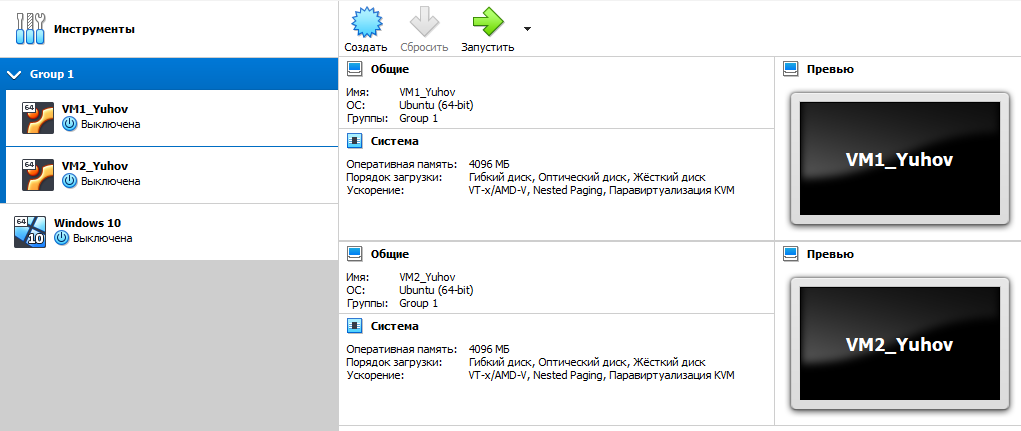 Инструменты
Group 1
64
VM1_Yuhov
Выключена
64
VM2_Yuhov
Выключена
64
10
Windows 10
Выключена
Создать Сбросить Запустить
Общие
Имя: VM1_Yuhov
ОС: Ubuntu (64-bit)
Группы: Group 1
Система
Оперативная память: 4096 МБ
Порядок загрузки: Гибкий диск, Оптический диск, Жёсткий диск
Ускорение: VT-x/AMD-V, Nested Paging, Паравиртуализация KVM
Превью
VM1_Yuhov
Общие
Имя: VM2_Yuhov
ОС: Ubuntu (64-bit)
Группы: Group 1
Система
Оперативная память: 4096 МБ
Порядок загрузки: Гибкий диск, Оптический диск, Жёсткий диск
Ускорение: VT-x/AMD-V, Nested Paging, Паравиртуализация KVM
Превью
VM2_Yuhov